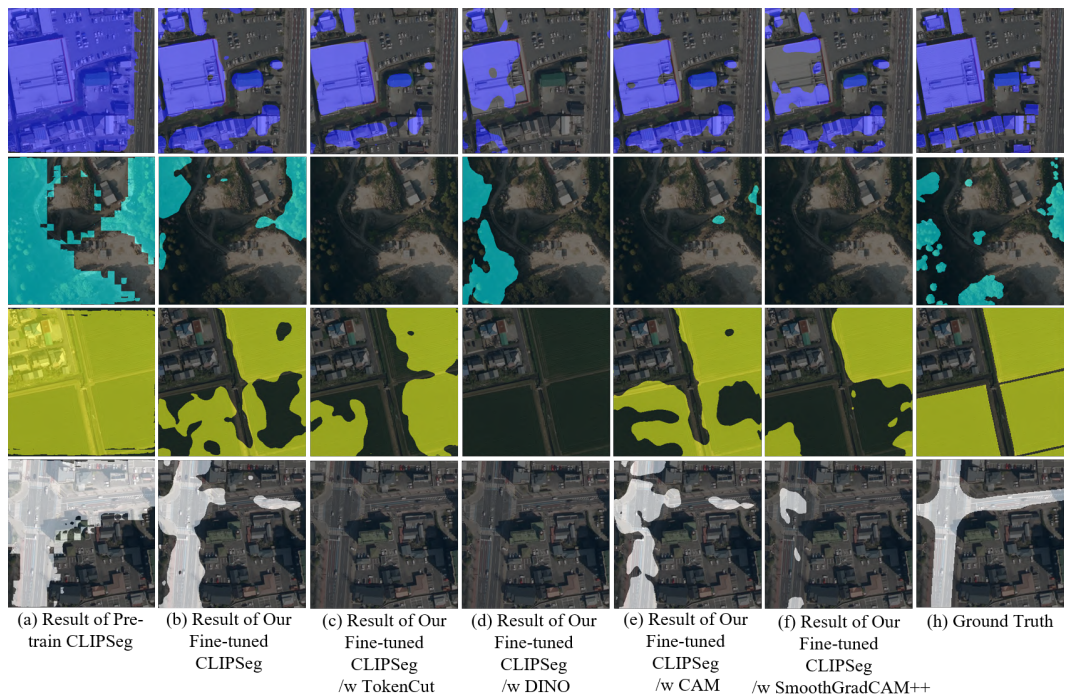 (a) Result of Pre-
train CLIPSeg
(b) Result of Our
Fine-tuned
CLIPSeg
(c) Result of Our
Fine-tuned
CLIPSeg
/w TokenCut
(d) Result of Our
Fine-tuned
CLIPSeg
/w DINO
(e) Result of Our
Fine-tuned
CLIPSeg
/w CAM
(f) Result of Our
Fine-tuned
CLIPSeg
/w SmoothGradCAM++
(h) Ground Truth